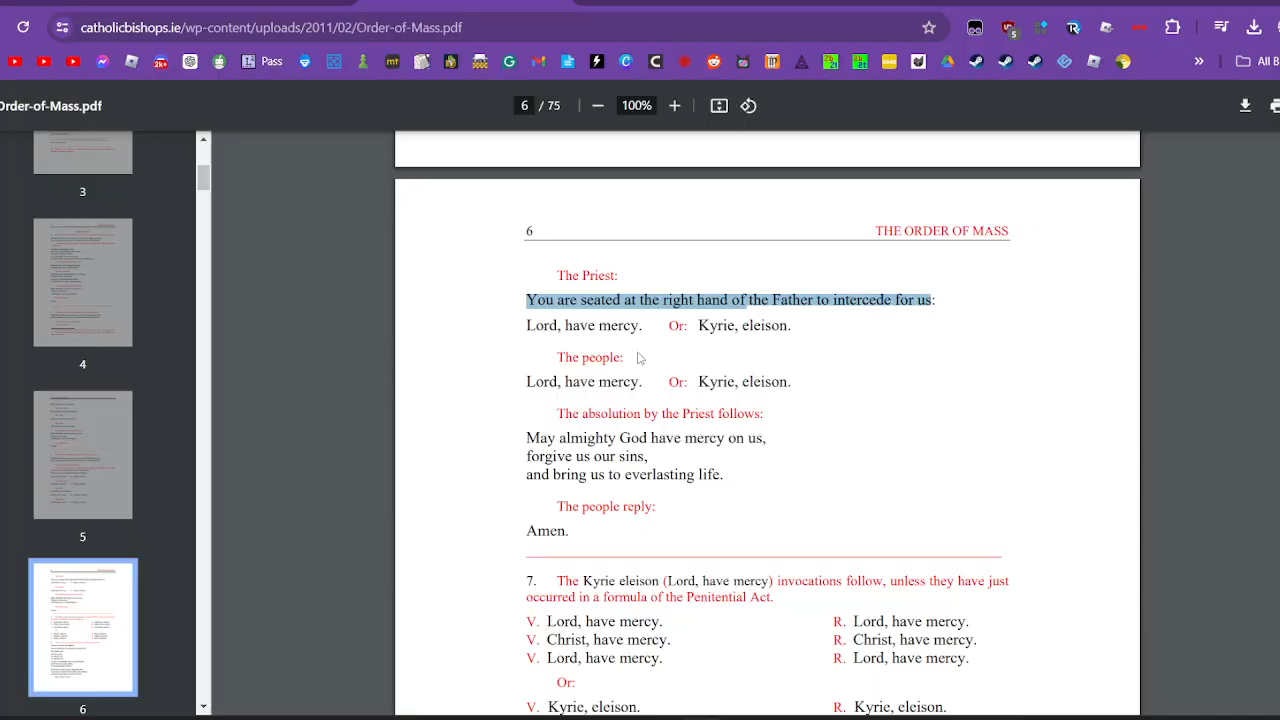 catholicbishops.ie/wp-content/uploads/2011/02/Order-of-Mass.pdf
5
2K+
Pass
All B
Order-of-Mass.pdf
6 / 75
100%
3
4
5
6
6 THE ORDER OF MASS
The Priest:
You are seated at the right hand of the Father to intercede for us:
Lord, have mercy. Or: Kyrie, eleison.
The people:
Lord, have mercy. Or: Kyrie, eleison.
The absolution by the Priest follows:
May almighty God have mercy on us,
forgive us our sins,
and bring us to everlasting life.
The people reply:
Amen.
7. The Kyrie eleison (Lord, have mercy) invocations follow, unless they have just
occurred in a formula of the Penitential Act.
V. Lord, have mercy. R. Lord, have mercy.
V. Christ, have mercy. R. Christ, have mercy.
V. Lord, have mercy. R. Lord, have mercy.
Or:
V. Kyrie, eleison. R. Kyrie, eleison.